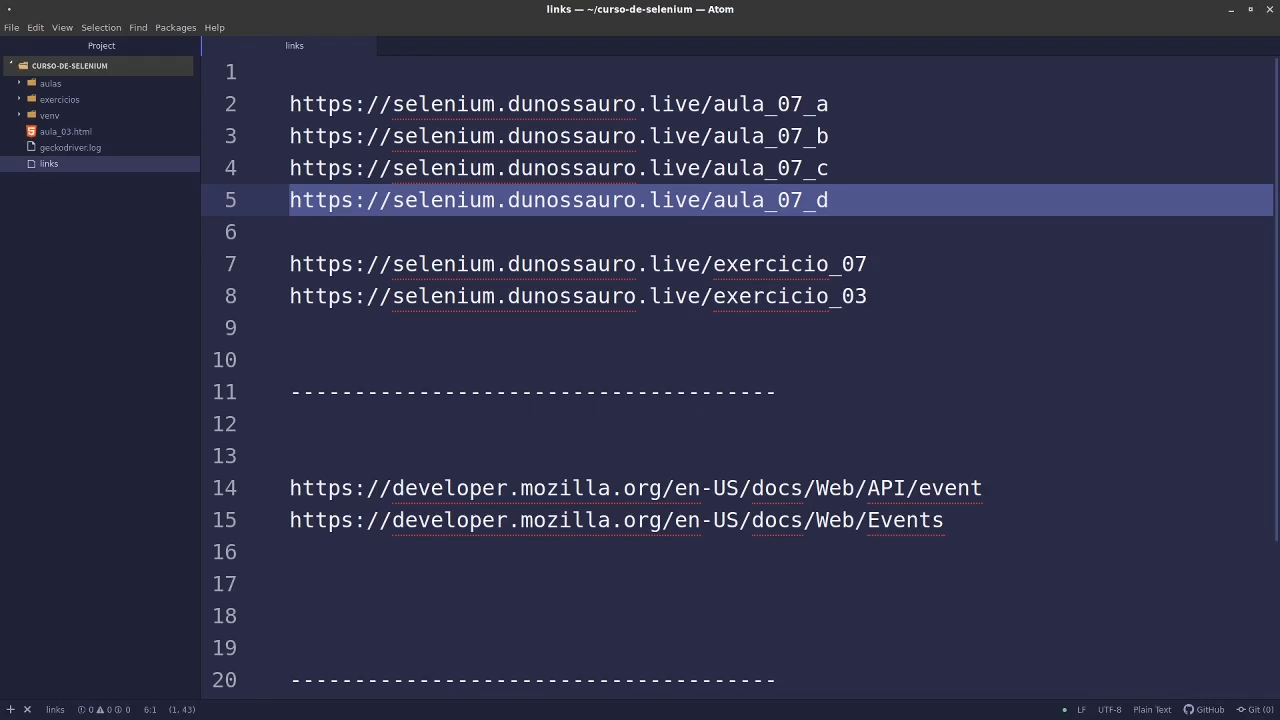 links — ~/curso-de-selenium — Atom
File Edit View Selection Find Packages Help
Project
links
CURSO-DE-SELENIUM
aulas
exercicios
venv
aula_03.html
geckodriver.log
links
1
2 https://selenium.dunossauro.live/aula_07_a
3 https://selenium.dunossauro.live/aula_07_b
4 https://selenium.dunossauro.live/aula_07_c
5 https://selenium.dunossauro.live/aula_07_d
6
7 https://selenium.dunossauro.live/exercicio_07
8 https://selenium.dunossauro.live/exercicio_03
9
10
11 --------------------------------------
12
13
14 https://developer.mozilla.org/en-US/docs/Web/API/event
15 https://developer.mozilla.org/en-US/docs/Web/Events
16
17
18
19
20 --------------------------------------
links 0 0 0 6:1 (1, 43) LF UTF-8 Plain Text GitHub Git (0)